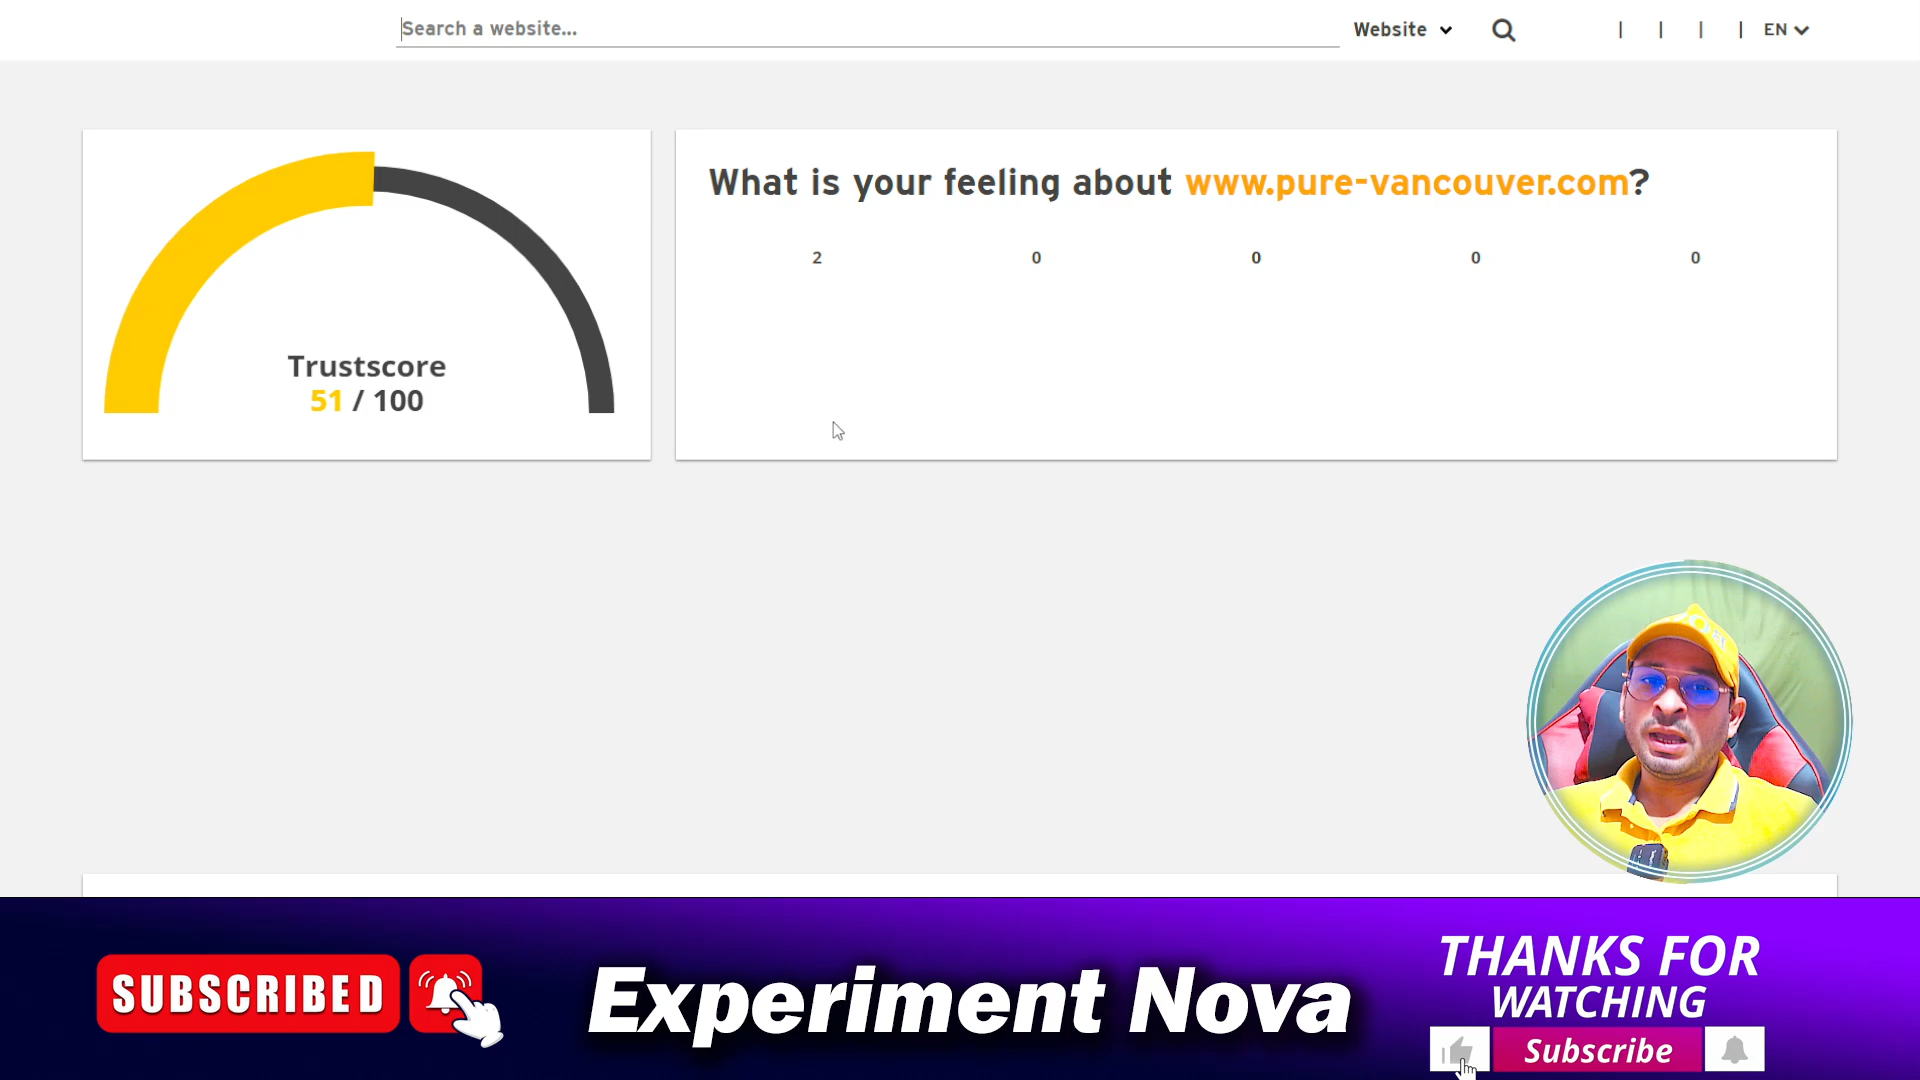 Search a website...
Website
| | | | EN
What is your feeling about www.pure-vancouver.com?
2 0 0 0 0
Trustscore
51 / 100
SUBSCRIBED
Experiment Nova
THANKS FOR
WATCHING
Subscribe